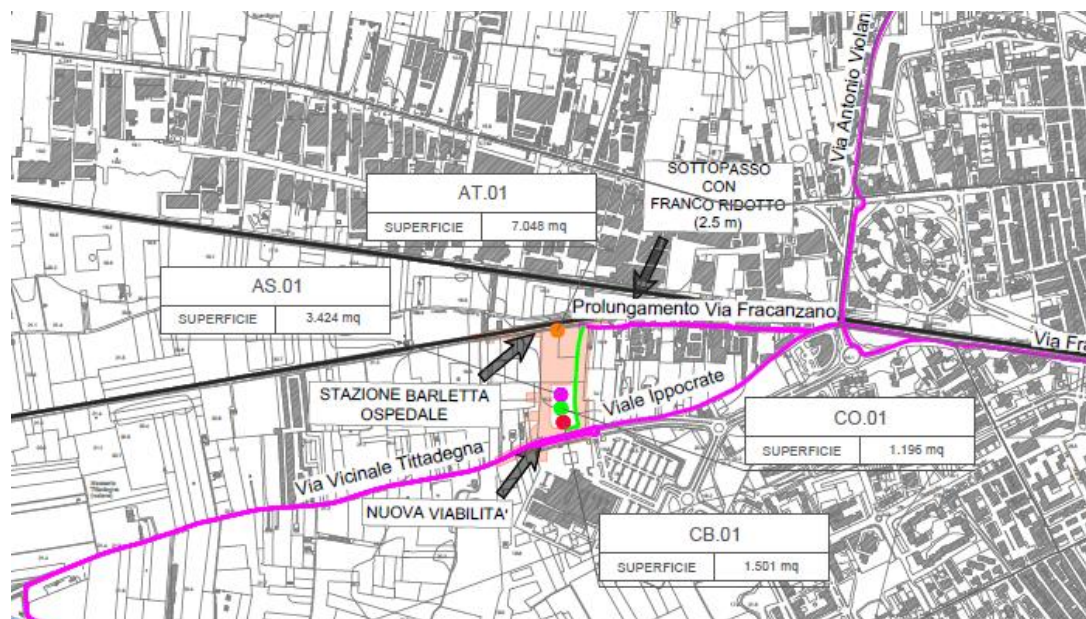 Via Antonio Violan
SOTTOPASSO
CON
FRANCO RIDOTTO
(2.5 m)
AT.01
SUPERFICIE 7.048 mq
AS.01
SUPERFICIE 3.424 mq
Prolungamento Via Fracanzano
Via Fra
STAZIONE BARLETTA
OSPEDALE
Viale Ippocrate
CO.01
SUPERFICIE 1.196 mq
Via Vicinale Tittadegna
NUOVA VIABILITA'
CB.01
SUPERFICIE 1.501 mq